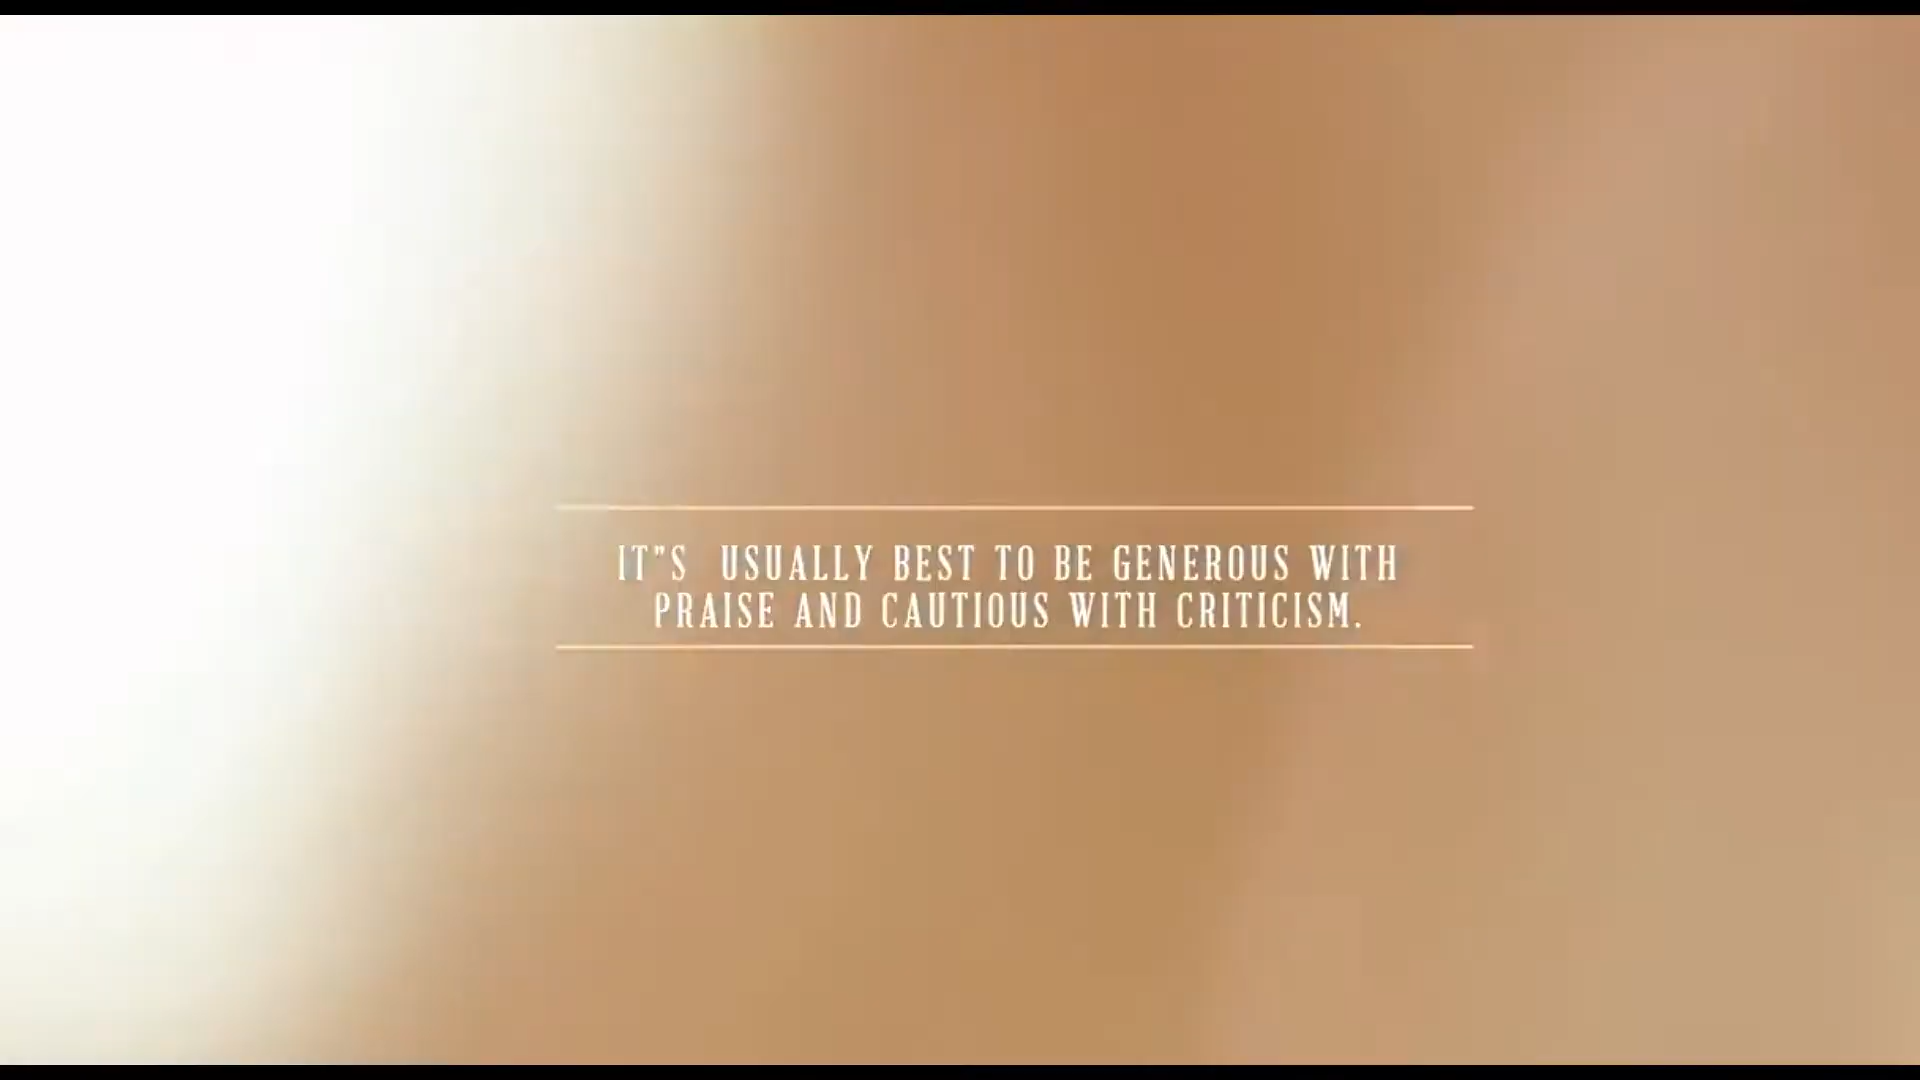 IT"S USUALLY BEST TO BE GENEROUS WITH
PRAISE AND CAUTIOUS WITH CRITICISM.